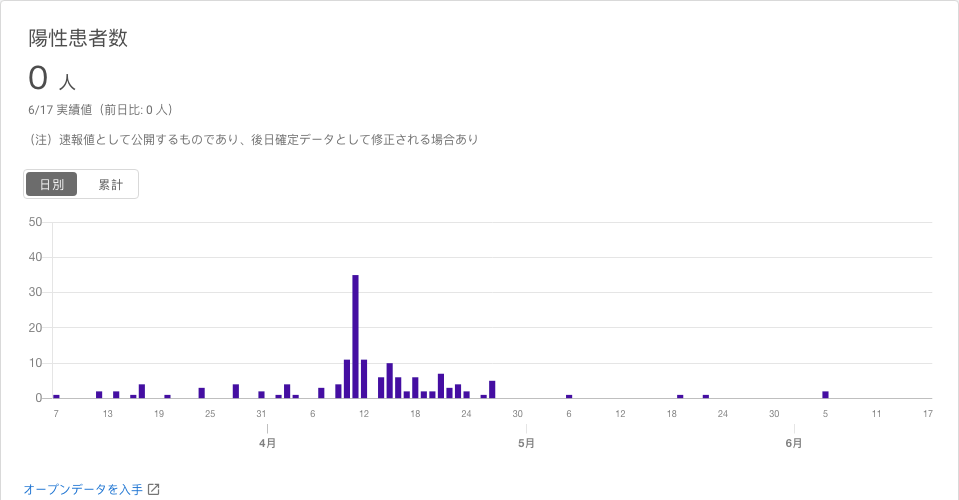 陽性患者数
0 人
6/17 実績値（前日比: 0 人）
（注）速報値として公開するものであり、後日確定データとして修正される場合あり
日別 累計
50
40
30
20
10
0
7 13 19 25 31 6 12 18 24 30 6 12 18 24 30 5 11 17
4月 5月 6月
オープンデータを入手